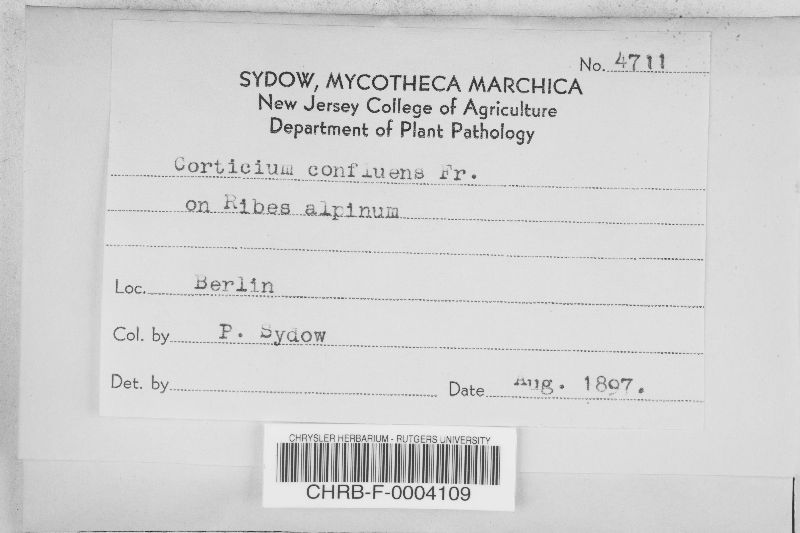 No. 4711
SYDOW, MYCOTHECA MARCHICA
New Jersey College of Agriculture
Department of Plant Pathology
Corticium confluens Fr.
on Ribes alpinum
Loc. Berlin
Col. by P. Sydow
Det. by Date Aug. 1897.
CHRYSLER HERBARIUM - RUTGERS UNIVERSITY
CHRB-F-0004109